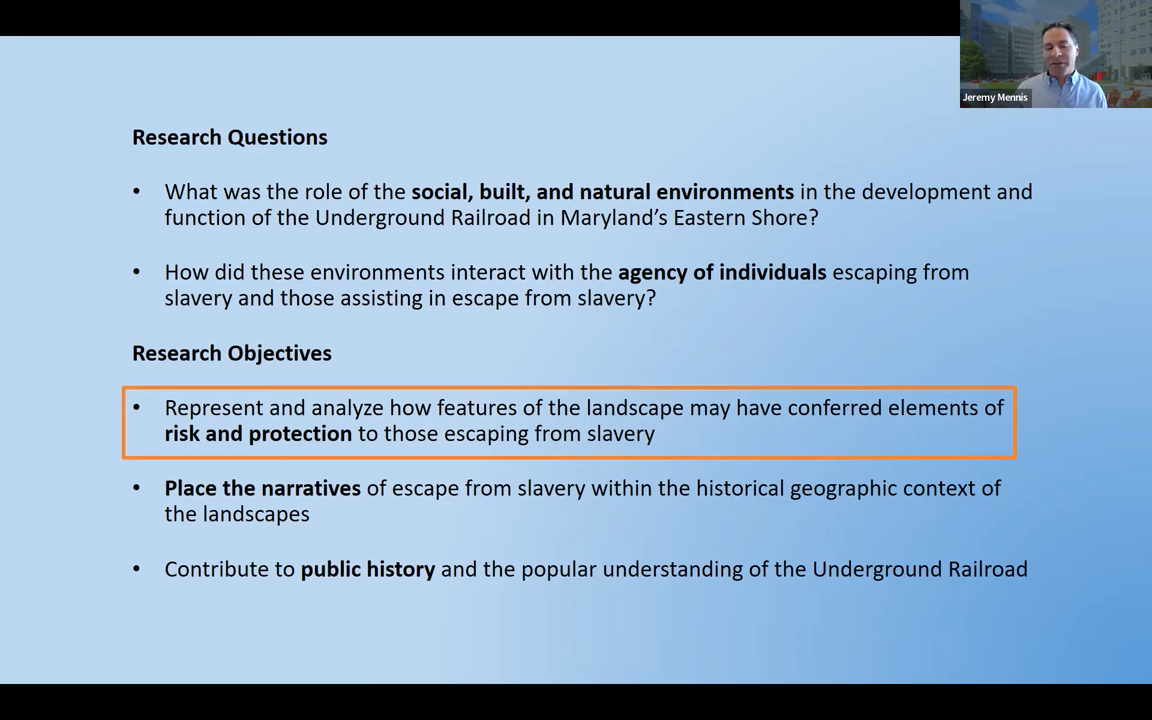 Jeremy Mennis
Research Questions
• What was the role of the social, built, and natural environments in the development and
function of the Underground Railroad in Maryland’s Eastern Shore?
• How did these environments interact with the agency of individuals escaping from
slavery and those assisting in escape from slavery?
Research Objectives
• Represent and analyze how features of the landscape may have conferred elements of
risk and protection to those escaping from slavery
• Place the narratives of escape from slavery within the historical geographic context of
the landscapes
• Contribute to public history and the popular understanding of the Underground Railroad